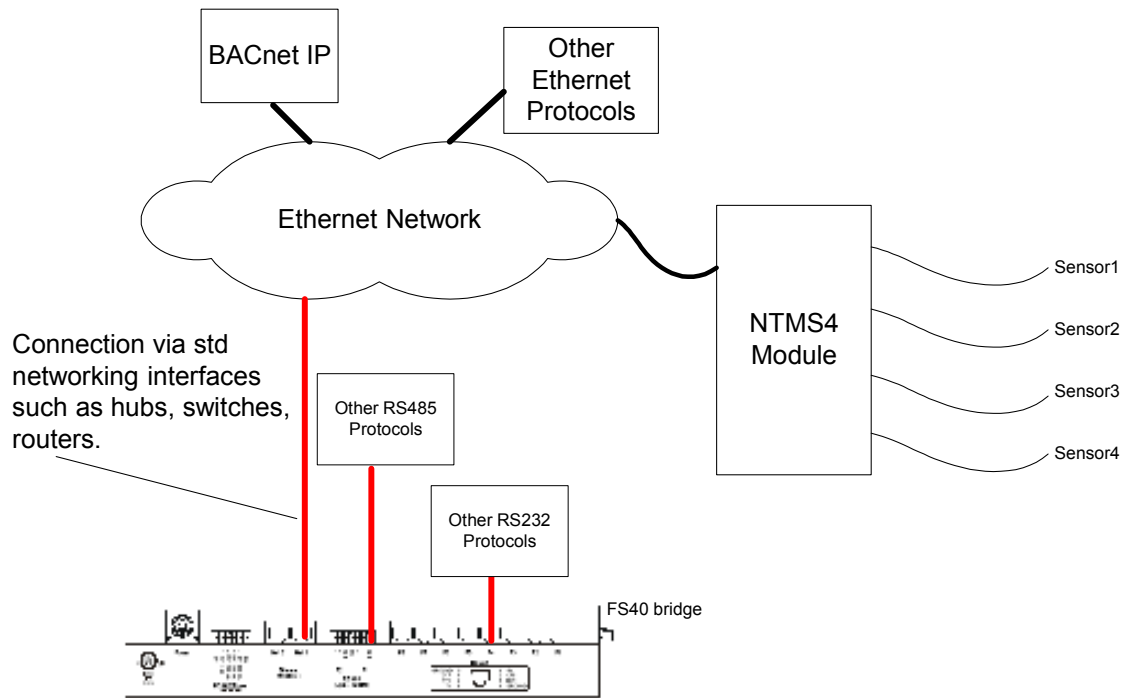 BACnet IP
Other
Ethernet
Protocols
Ethernet Network
NTMS4
Module
Sensor1
Sensor2
Sensor3
Sensor4
Connection via std
networking interfaces
such as hubs, switches,
routers.
Other RS485
Protocols
Other RS232
Protocols
FS40 bridge